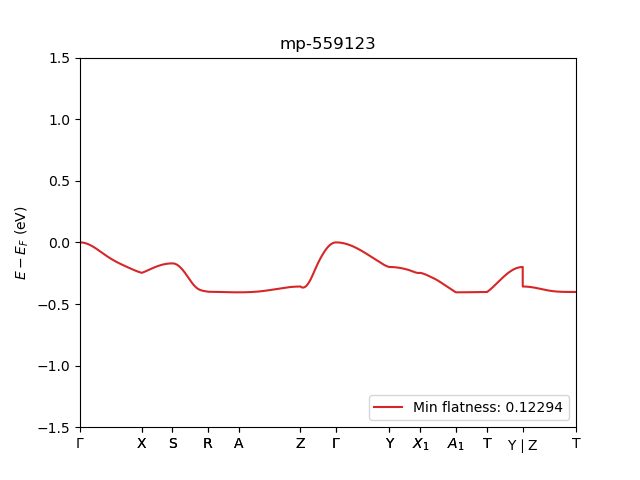 mp-559123
E − E_F (eV)
1.5
1.0
0.5
0.0
−0.5
−1.0
−1.5
Min flatness: 0.12294
Γ X S R A Z Γ Y X₁ A₁ T Y | Z T